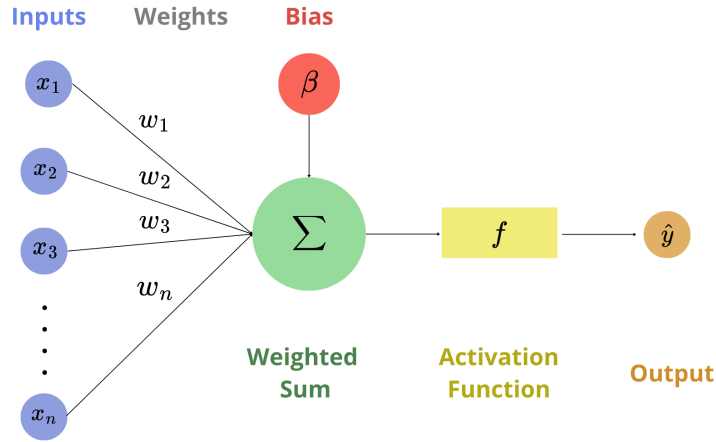 Inputs
Weights
Bias
x₁
w₁
β
x₂
w₂
x₃
w₃
∑
f
ŷ
wₙ
xₙ
Weighted
Sum
Activation
Function
Output